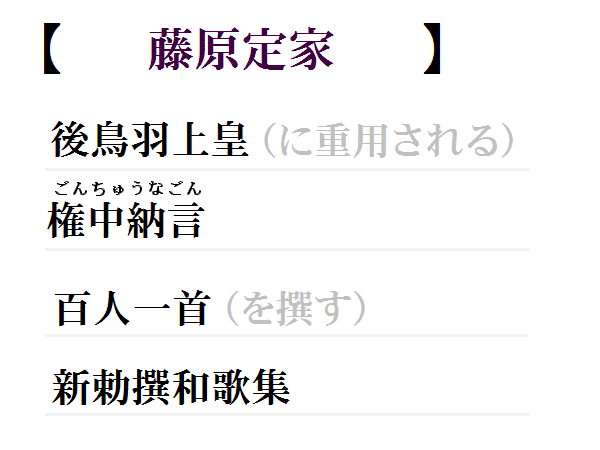 【 藤原定家 】
後鳥羽上皇（に重用される）
ごんちゅうなごん
権中納言
百人一首（を撰す）
新勅撰和歌集